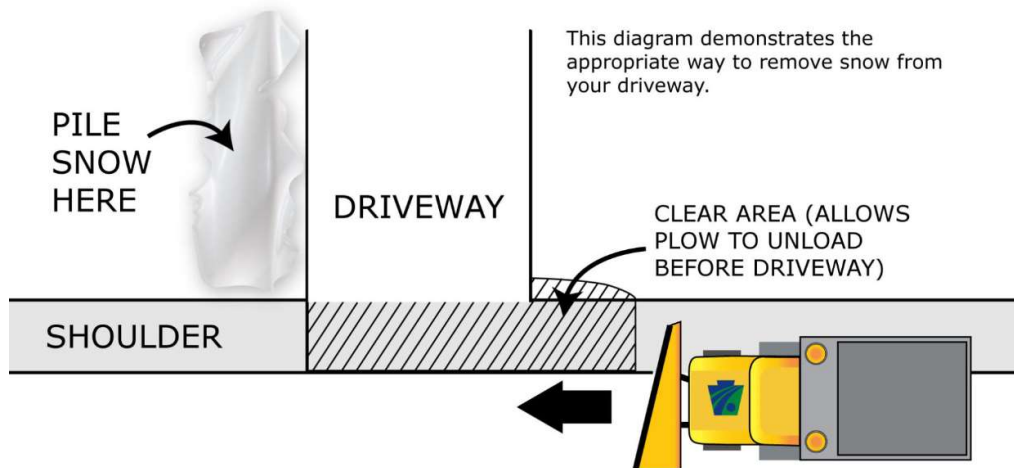 This diagram demonstrates the
appropriate way to remove snow from
your driveway.
PILE
SNOW
HERE
DRIVEWAY
CLEAR AREA (ALLOWS
PLOW TO UNLOAD
BEFORE DRIVEWAY)
SHOULDER